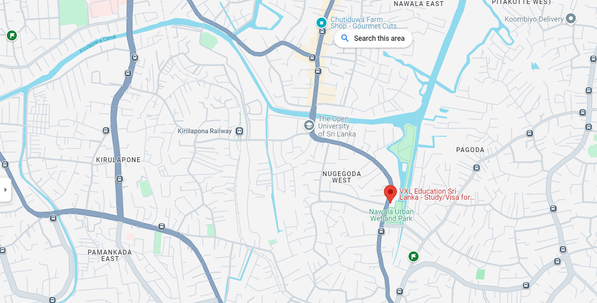 NAWALA EAST
PITAKOTTE WEST
Chutiduwa Farm
Shop - Gourmet Cuts
Koombiyo Delivery
Search this area
Kirillapona Railway
The Open
University
of Sri Lanka
KIRULAPONE
PAGODA
NUGEGODA
WEST
VXL Education Sri
Lanka - Study/Visa for...
Nawala Urban
Wetland Park
PAMANKADA
EAST